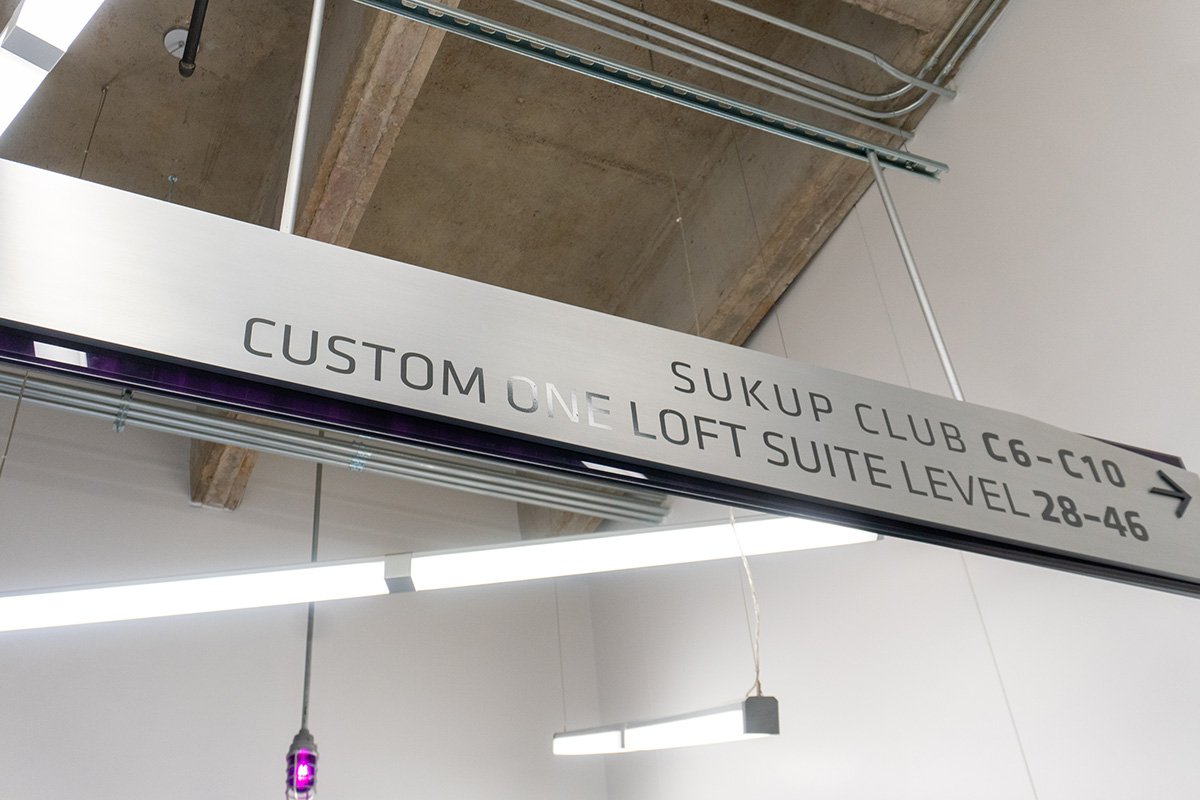 SUKUP CLUB C6-C10
CUSTOM ONE LOFT SUITE LEVEL 28-46